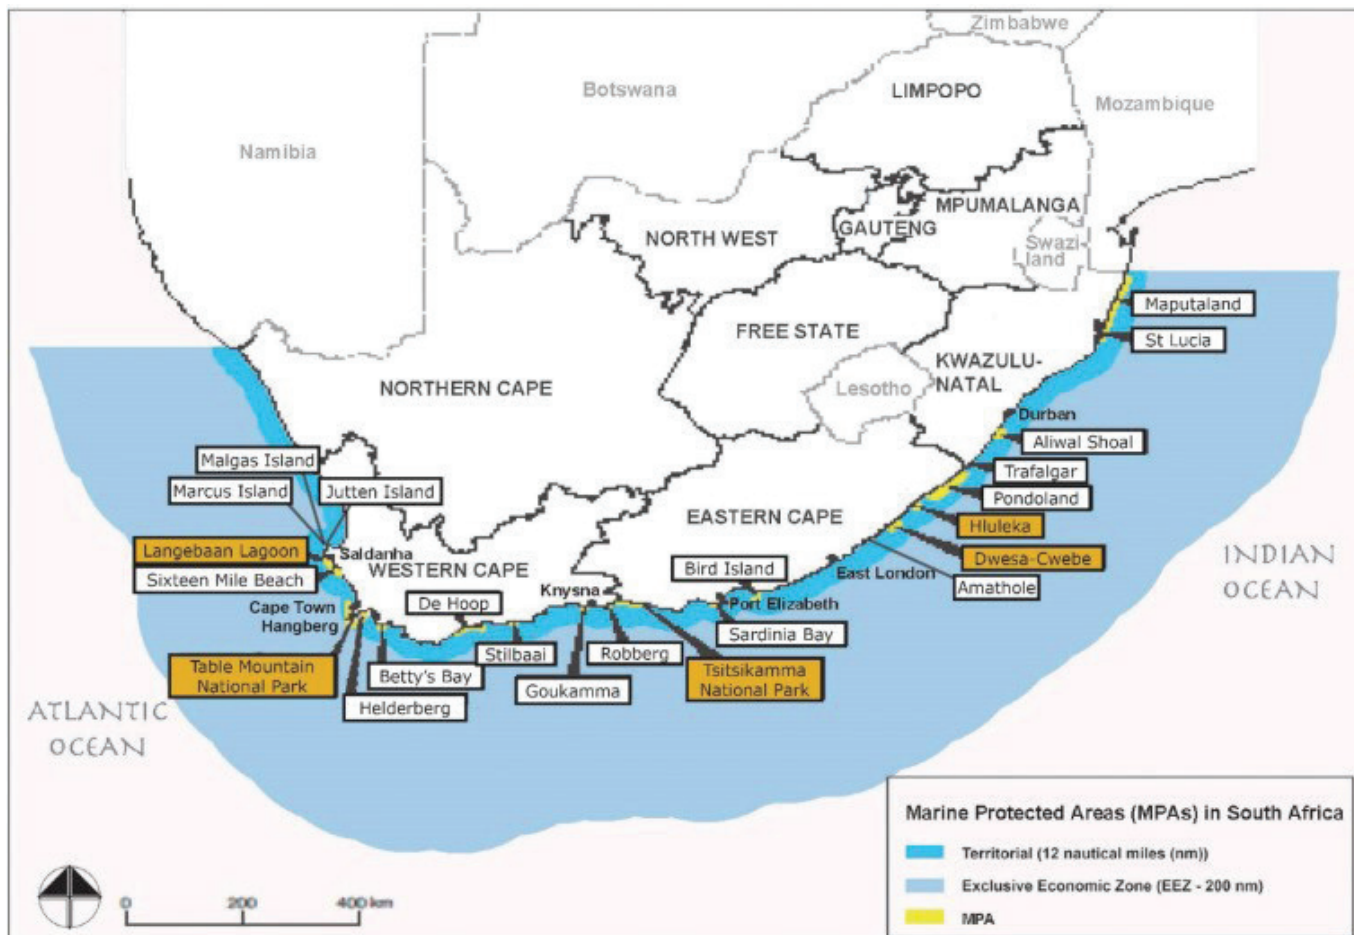 Zimbabwe
LIMPOPO
Botswana
Mozambique
Namibia
MPUMALANGA
GAUTENG
NORTH WEST
Swazi-
land
Maputaland
St Lucia
FREE STATE
KWAZULU-
NATAL
Lesotho
NORTHERN CAPE
Durban
Aliwal Shoal
Malgas Island
Trafalgar
Marcus Island
Jutten Island
Pondoland
EASTERN CAPE
Hluleka
Langebaan Lagoon
Saldanha
Dwesa-Cwebe
INDIAN
OCEAN
Sixteen Mile Beach
WESTERN CAPE
Bird Island
East London
Amathole
Knysna
Cape Town
Hangberg
De Hoop
Port Elizabeth
Sardinia Bay
Stilbaai
Robberg
Table Mountain
National Park
Betty's Bay
Tsitsikamma
National Park
Goukamma
Helderberg
ATLANTIC
OCEAN
Marine Protected Areas (MPAs) in South Africa
Territorial (12 nautical miles (nm))
Exclusive Economic Zone (EEZ - 200 nm)
MPA
0 200 400 km